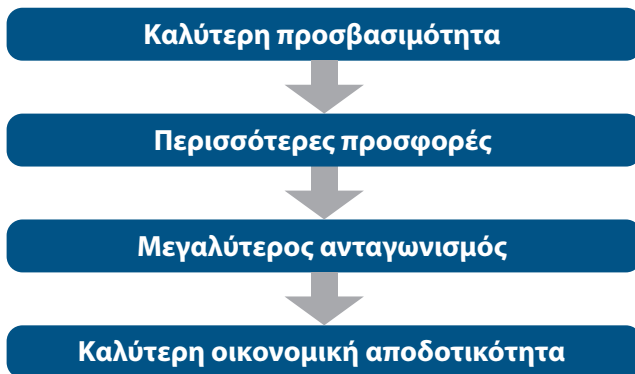 Καλύτερη προσβασιμότητα
Περισσότερες προσφορές
Μεγαλύτερος ανταγωνισμός
Καλύτερη οικονομική αποδοτικότητα